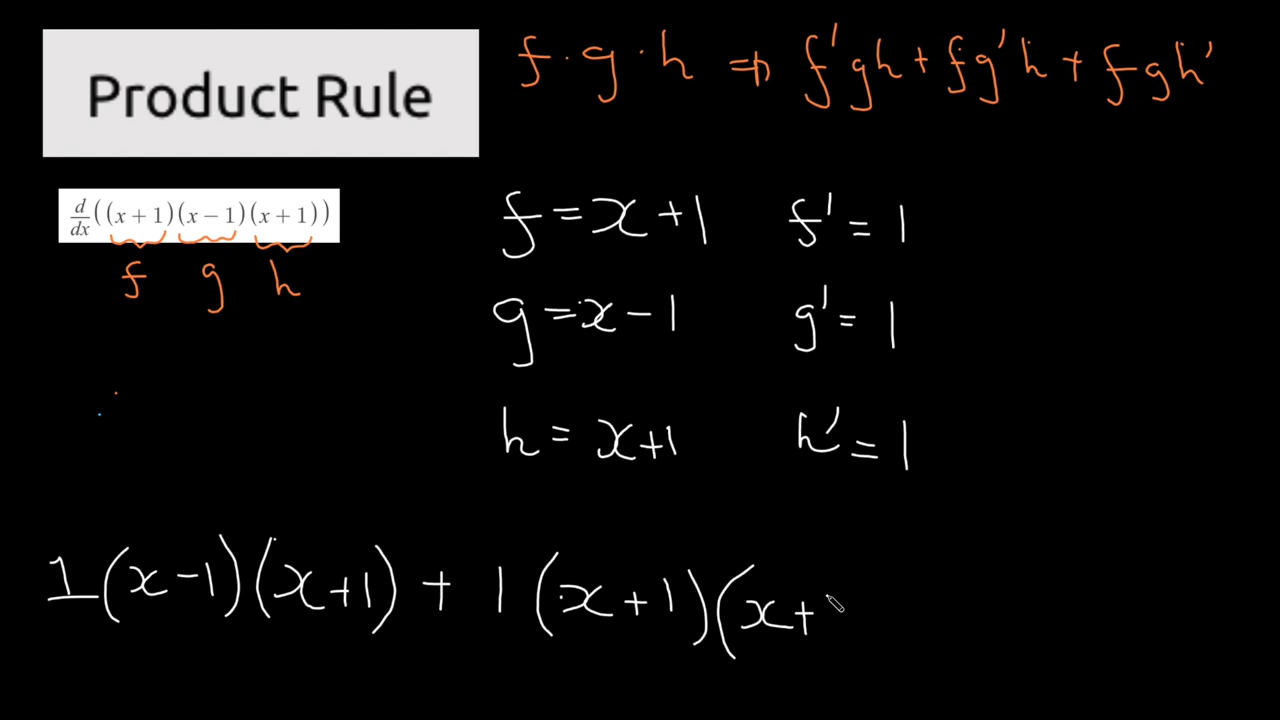 Product Rule
f · g · h ⇒ f'gh + fg'h + fgh'
d/dx((x + 1)(x − 1)(x + 1))
f g h
f = x + 1 f' = 1
g = x − 1 g' = 1
h = x + 1 h' = 1
1(x − 1)(x + 1) + 1(x + 1)(x +